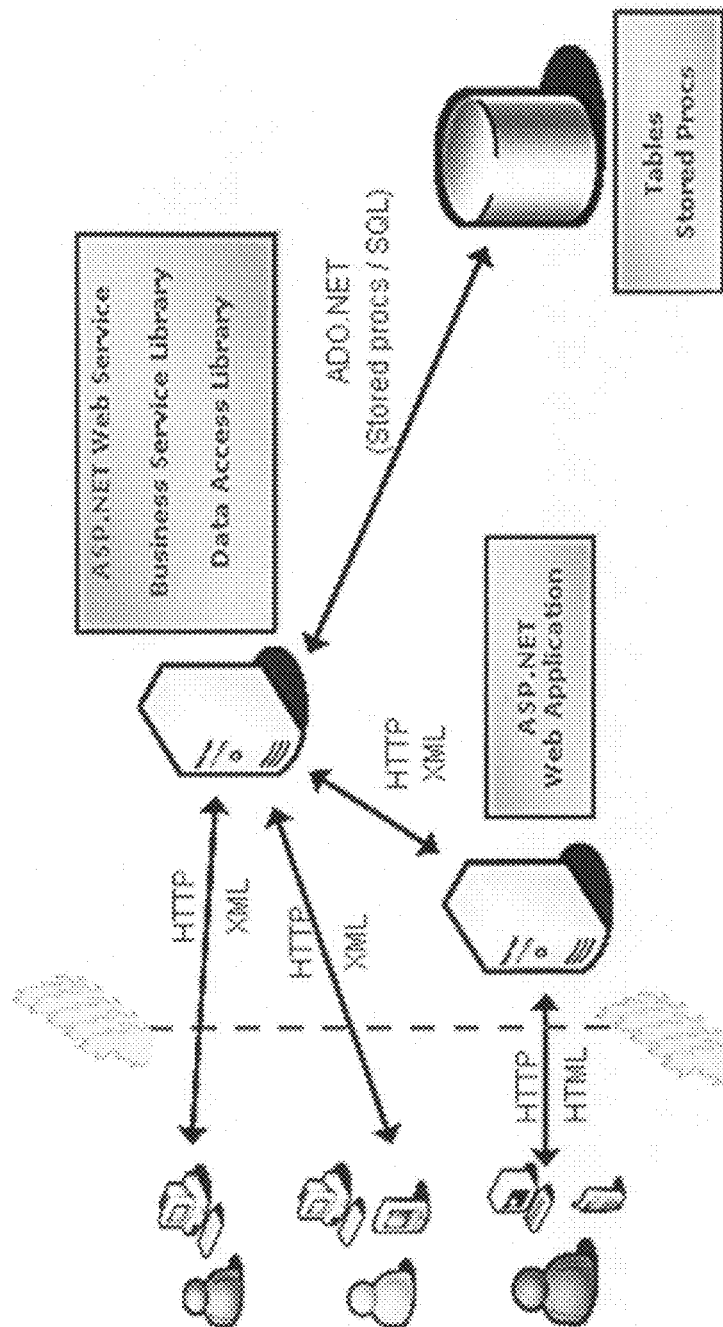 ASP.NET Web Service
Business Service Library
Data Access Library
HTTP
XML
HTTP
XML
ADO.NET
(Stored procs / SQL)
HTTP
XML
HTTP
HTML
ASP.NET
Web Application
Tables
Stored Procs